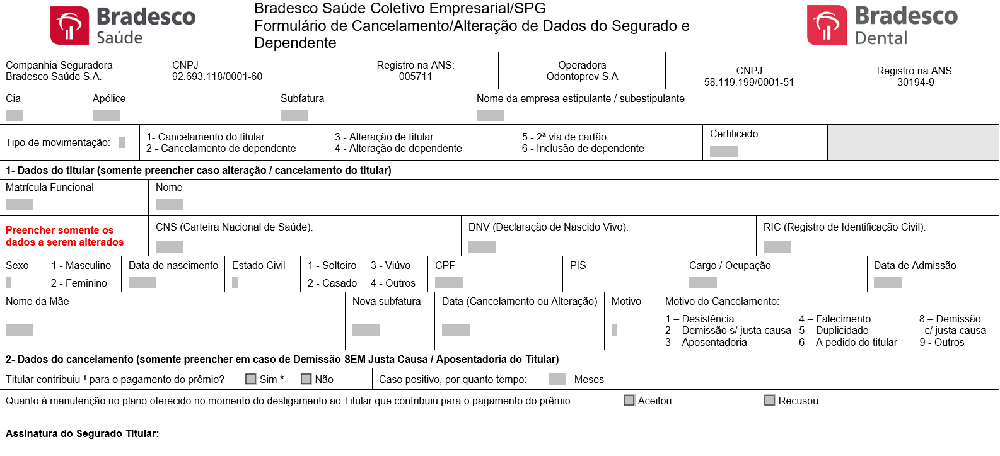 Bradesco
Saúde
Bradesco Saúde Coletivo Empresarial/SPG
Formulário de Cancelamento/Alteração de Dados do Segurado e
Dependente
Bradesco
Dental
Companhia Seguradora
Bradesco Saúde S.A.
CNPJ
92.693.118/0001-60
Registro na ANS:
005711
Operadora
Odontoprev S.A
CNPJ
58.119.199/0001-51
Registro na ANS:
30194-9
Cia
Apólice
Subfatura
Nome da empresa estipulante / subestipulante
Tipo de movimentação:
1- Cancelamento do titular
2 - Cancelamento de dependente
3 - Alteração de titular
4 - Alteração de dependente
5 - 2ª via de cartão
6 - Inclusão de dependente
Certificado
1- Dados do titular (somente preencher caso alteração / cancelamento do titular)
Matrícula Funcional
Nome
Preencher somente os
dados a serem alterados
CNS (Carteira Nacional de Saúde):
DNV (Declaração de Nascido Vivo):
RIC (Registro de Identificação Civil):
Sexo
1 - Masculino
2 - Feminino
Data de nascimento
Estado Civil
1 - Solteiro 3 - Viúvo
2 - Casado 4 - Outros
CPF
PIS
Cargo / Ocupação
Data de Admissão
Nome da Mãe
Nova subfatura
Data (Cancelamento ou Alteração)
Motivo
Motivo do Cancelamento:
1 – Desistência
2 – Demissão s/ justa causa
3 – Aposentadoria
4 – Falecimento
5 – Duplicidade
6 – A pedido do titular
8 – Demissão
c/ justa causa
9 - Outros
2- Dados do cancelamento (somente preencher em caso de Demissão SEM Justa Causa / Aposentadoria do Titular)
Titular contribuiu ¹ para o pagamento do prêmio? Sim * Não
Caso positivo, por quanto tempo: Meses
Quanto à manutenção no plano oferecido no momento do desligamento ao Titular que contribuiu para o pagamento do prêmio: Aceitou Recusou
Assinatura do Segurado Titular: